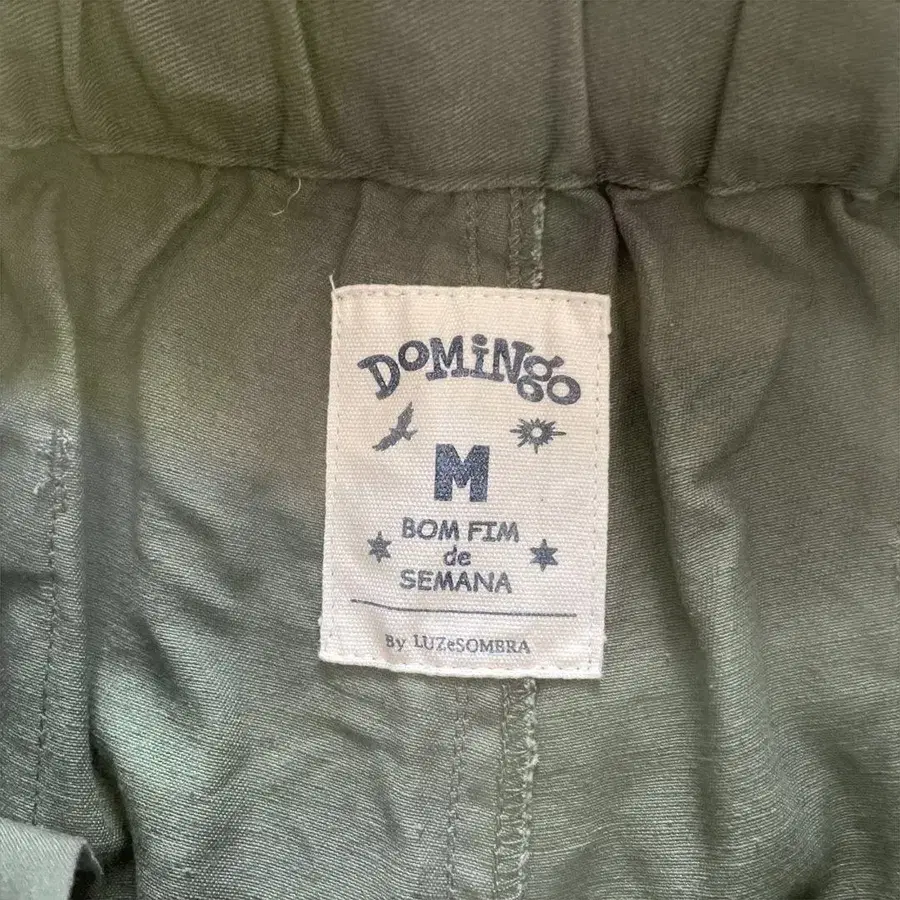 DOMiNgo
M
BOM FIM
de
SEMANA
By LUZeSOMBRA